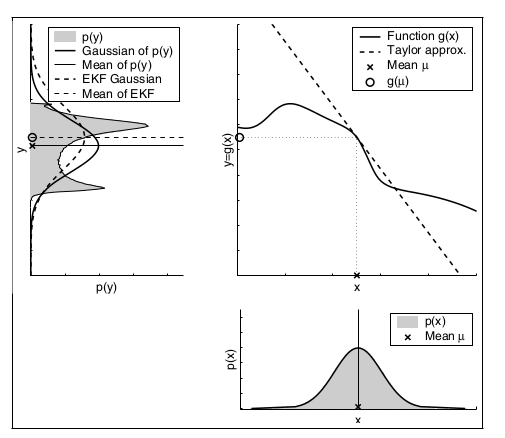 p(y)
Gaussian of p(y)
Mean of p(y)
EKF Gaussian
Mean of EKF
y
p(y)
Function g(x)
Taylor approx.
Mean μ
g(μ)
y=g(x)
x
p(x)
Mean μ
p(x)
x